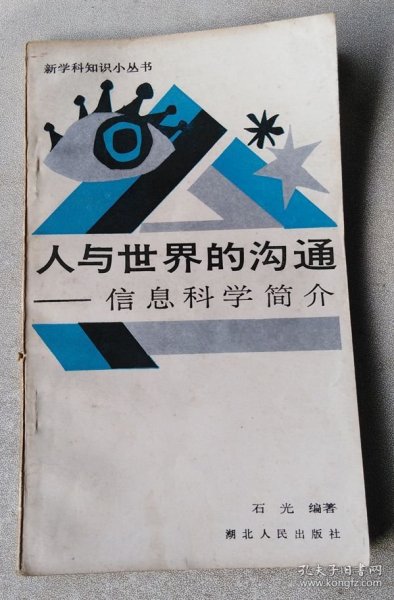 新学科知识小丛书
人与世界的沟通
——信息科学简介
石光 编著
湖北人民出版社
孔夫子旧书网
www.kongfz.com